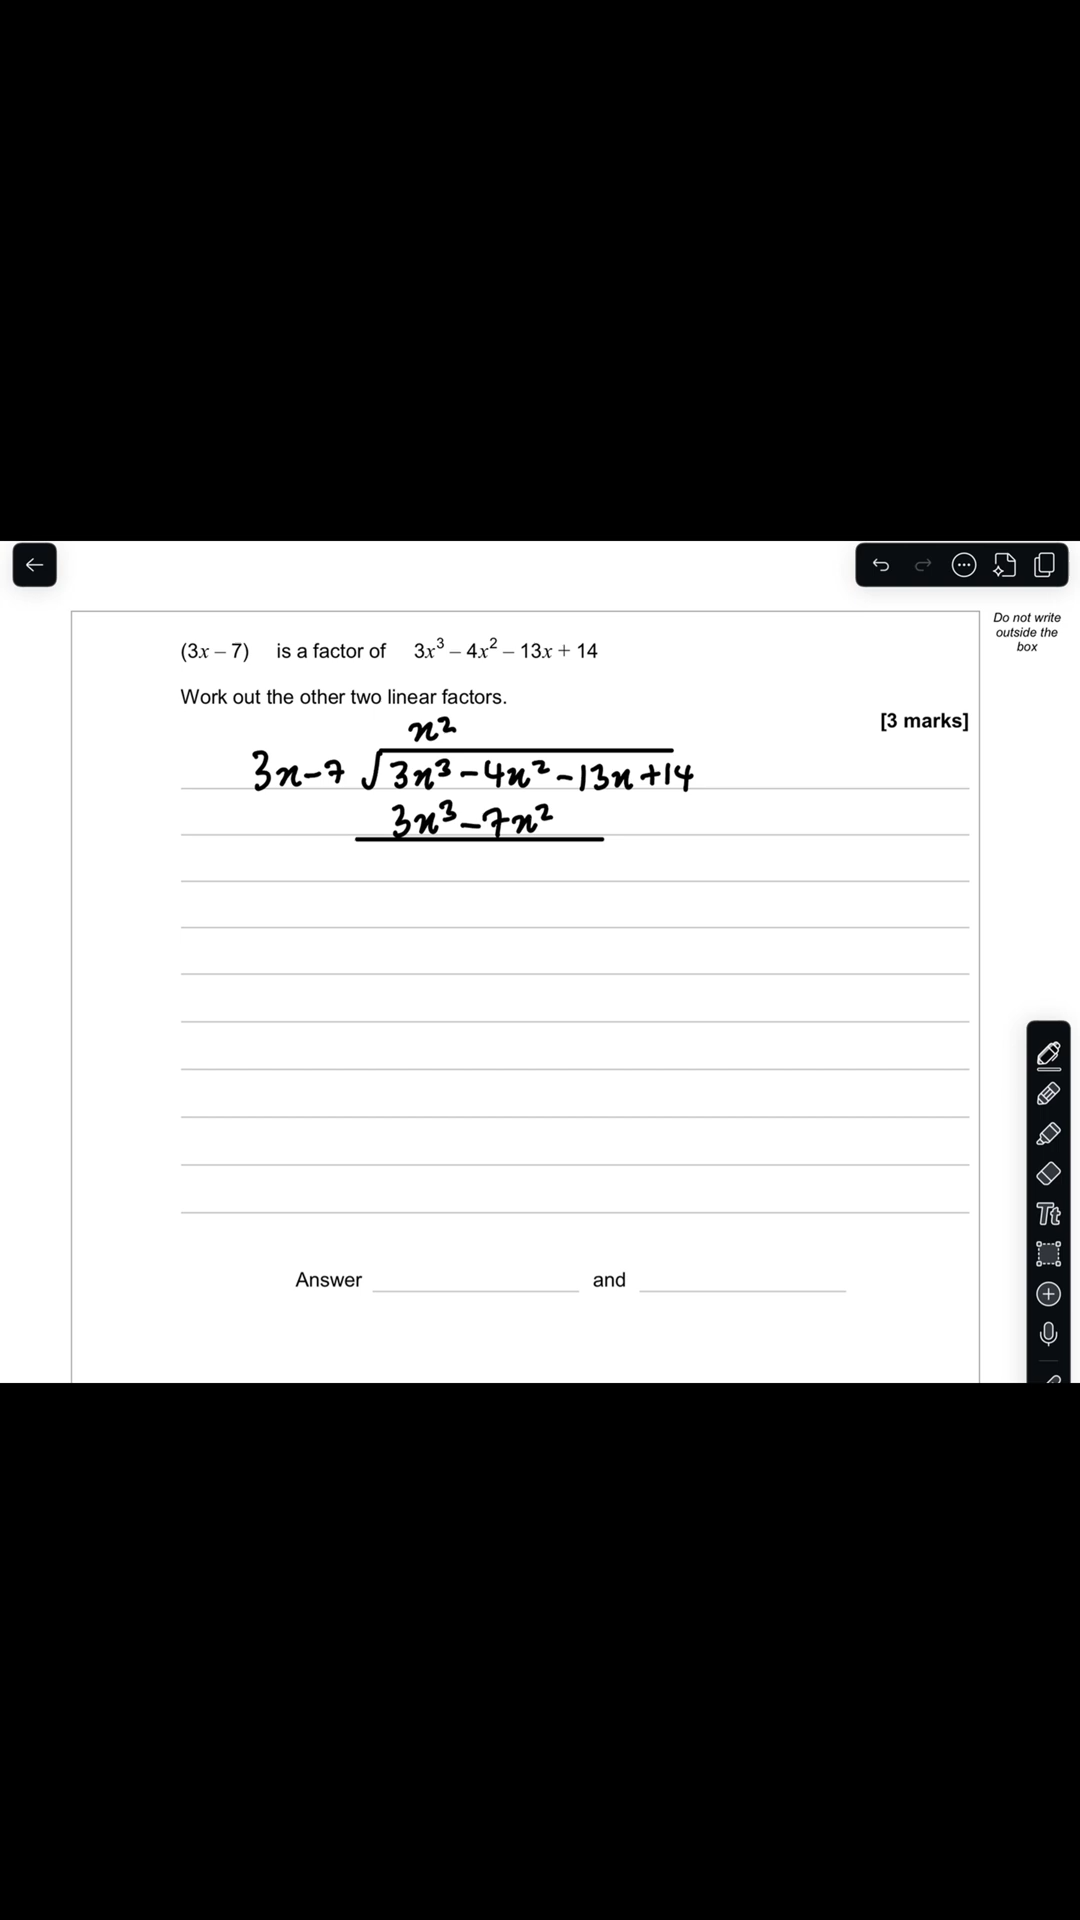 Do not write
outside the
box
(3x – 7) is a factor of 3x³ – 4x² – 13x + 14
Work out the other two linear factors.
[3 marks]
x²
3x-7 √3x³-4x²-13x+14
3x³-7x²
Answer and
Tt